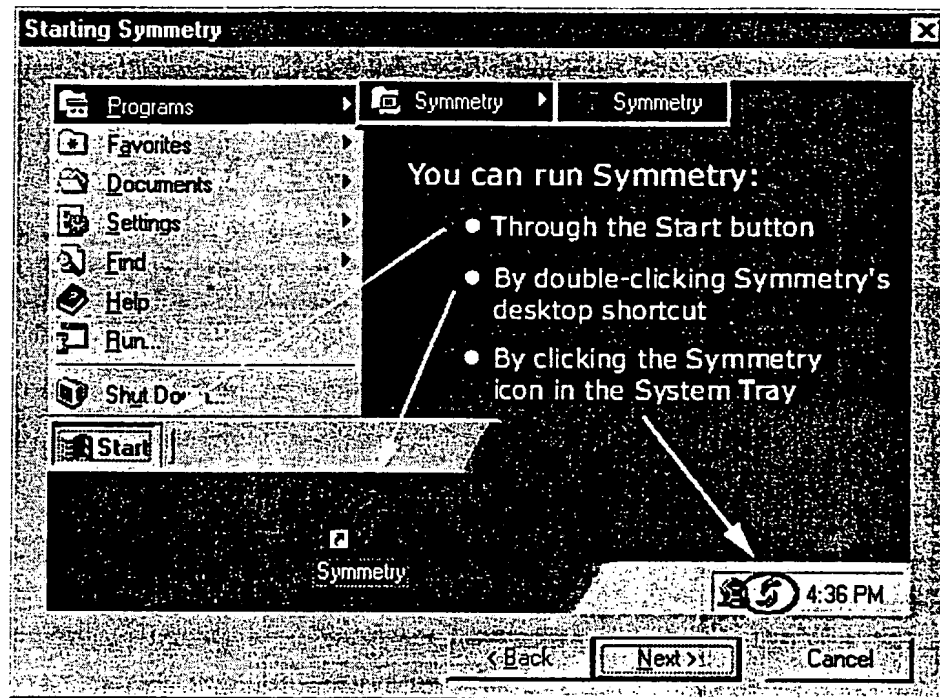 Starting Symmetry
Programs
Symmetry
Symmetry
Favorites
Documents
Settings
Find
Help
Run...
Shut Down...
Start
You can run Symmetry:
Through the Start button
By double-clicking Symmetry's
desktop shortcut
By clicking the Symmetry
icon in the System Tray
Symmetry
4:36 PM
< Back
Next >
Cancel